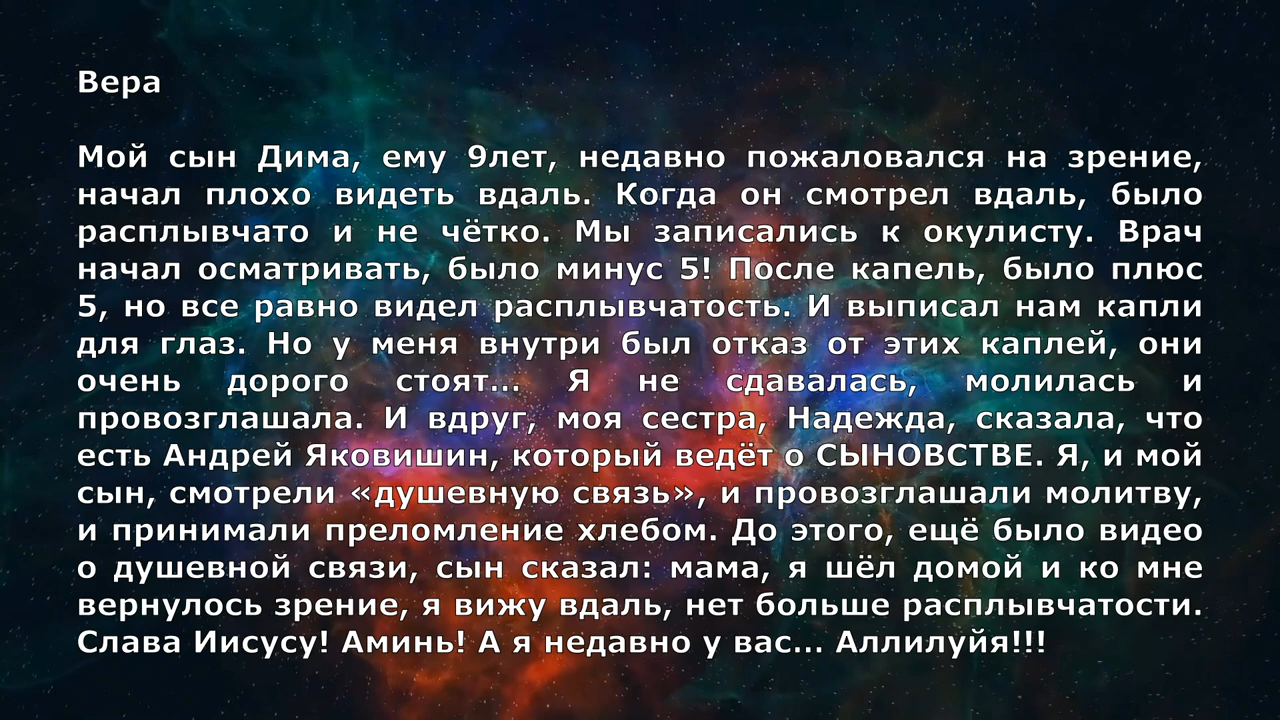 Вера
Мой сын Дима, ему 9лет, недавно пожаловался на зрение,
начал плохо видеть вдаль. Когда он смотрел вдаль, было
расплывчато и не чётко. Мы записались к окулисту. Врач
начал осматривать, было минус 5! После капель, было плюс
5, но все равно видел расплывчатость. И выписал нам капли
для глаз. Но у меня внутри был отказ от этих каплей, они
очень дорого стоят... Я не сдавалась, молилась и
провозглашала. И вдруг, моя сестра, Надежда, сказала, что
есть Андрей Яковишин, который ведёт о СЫНОВСТВЕ. Я, и мой
сын, смотрели «душевную связь», и провозглашали молитву,
и принимали преломление хлебом. До этого, ещё было видео
о душевной связи, сын сказал: мама, я шёл домой и ко мне
вернулось зрение, я вижу вдаль, нет больше расплывчатости.
Слава Иисусу! Аминь! А я недавно у вас... Аллилуйя!!!